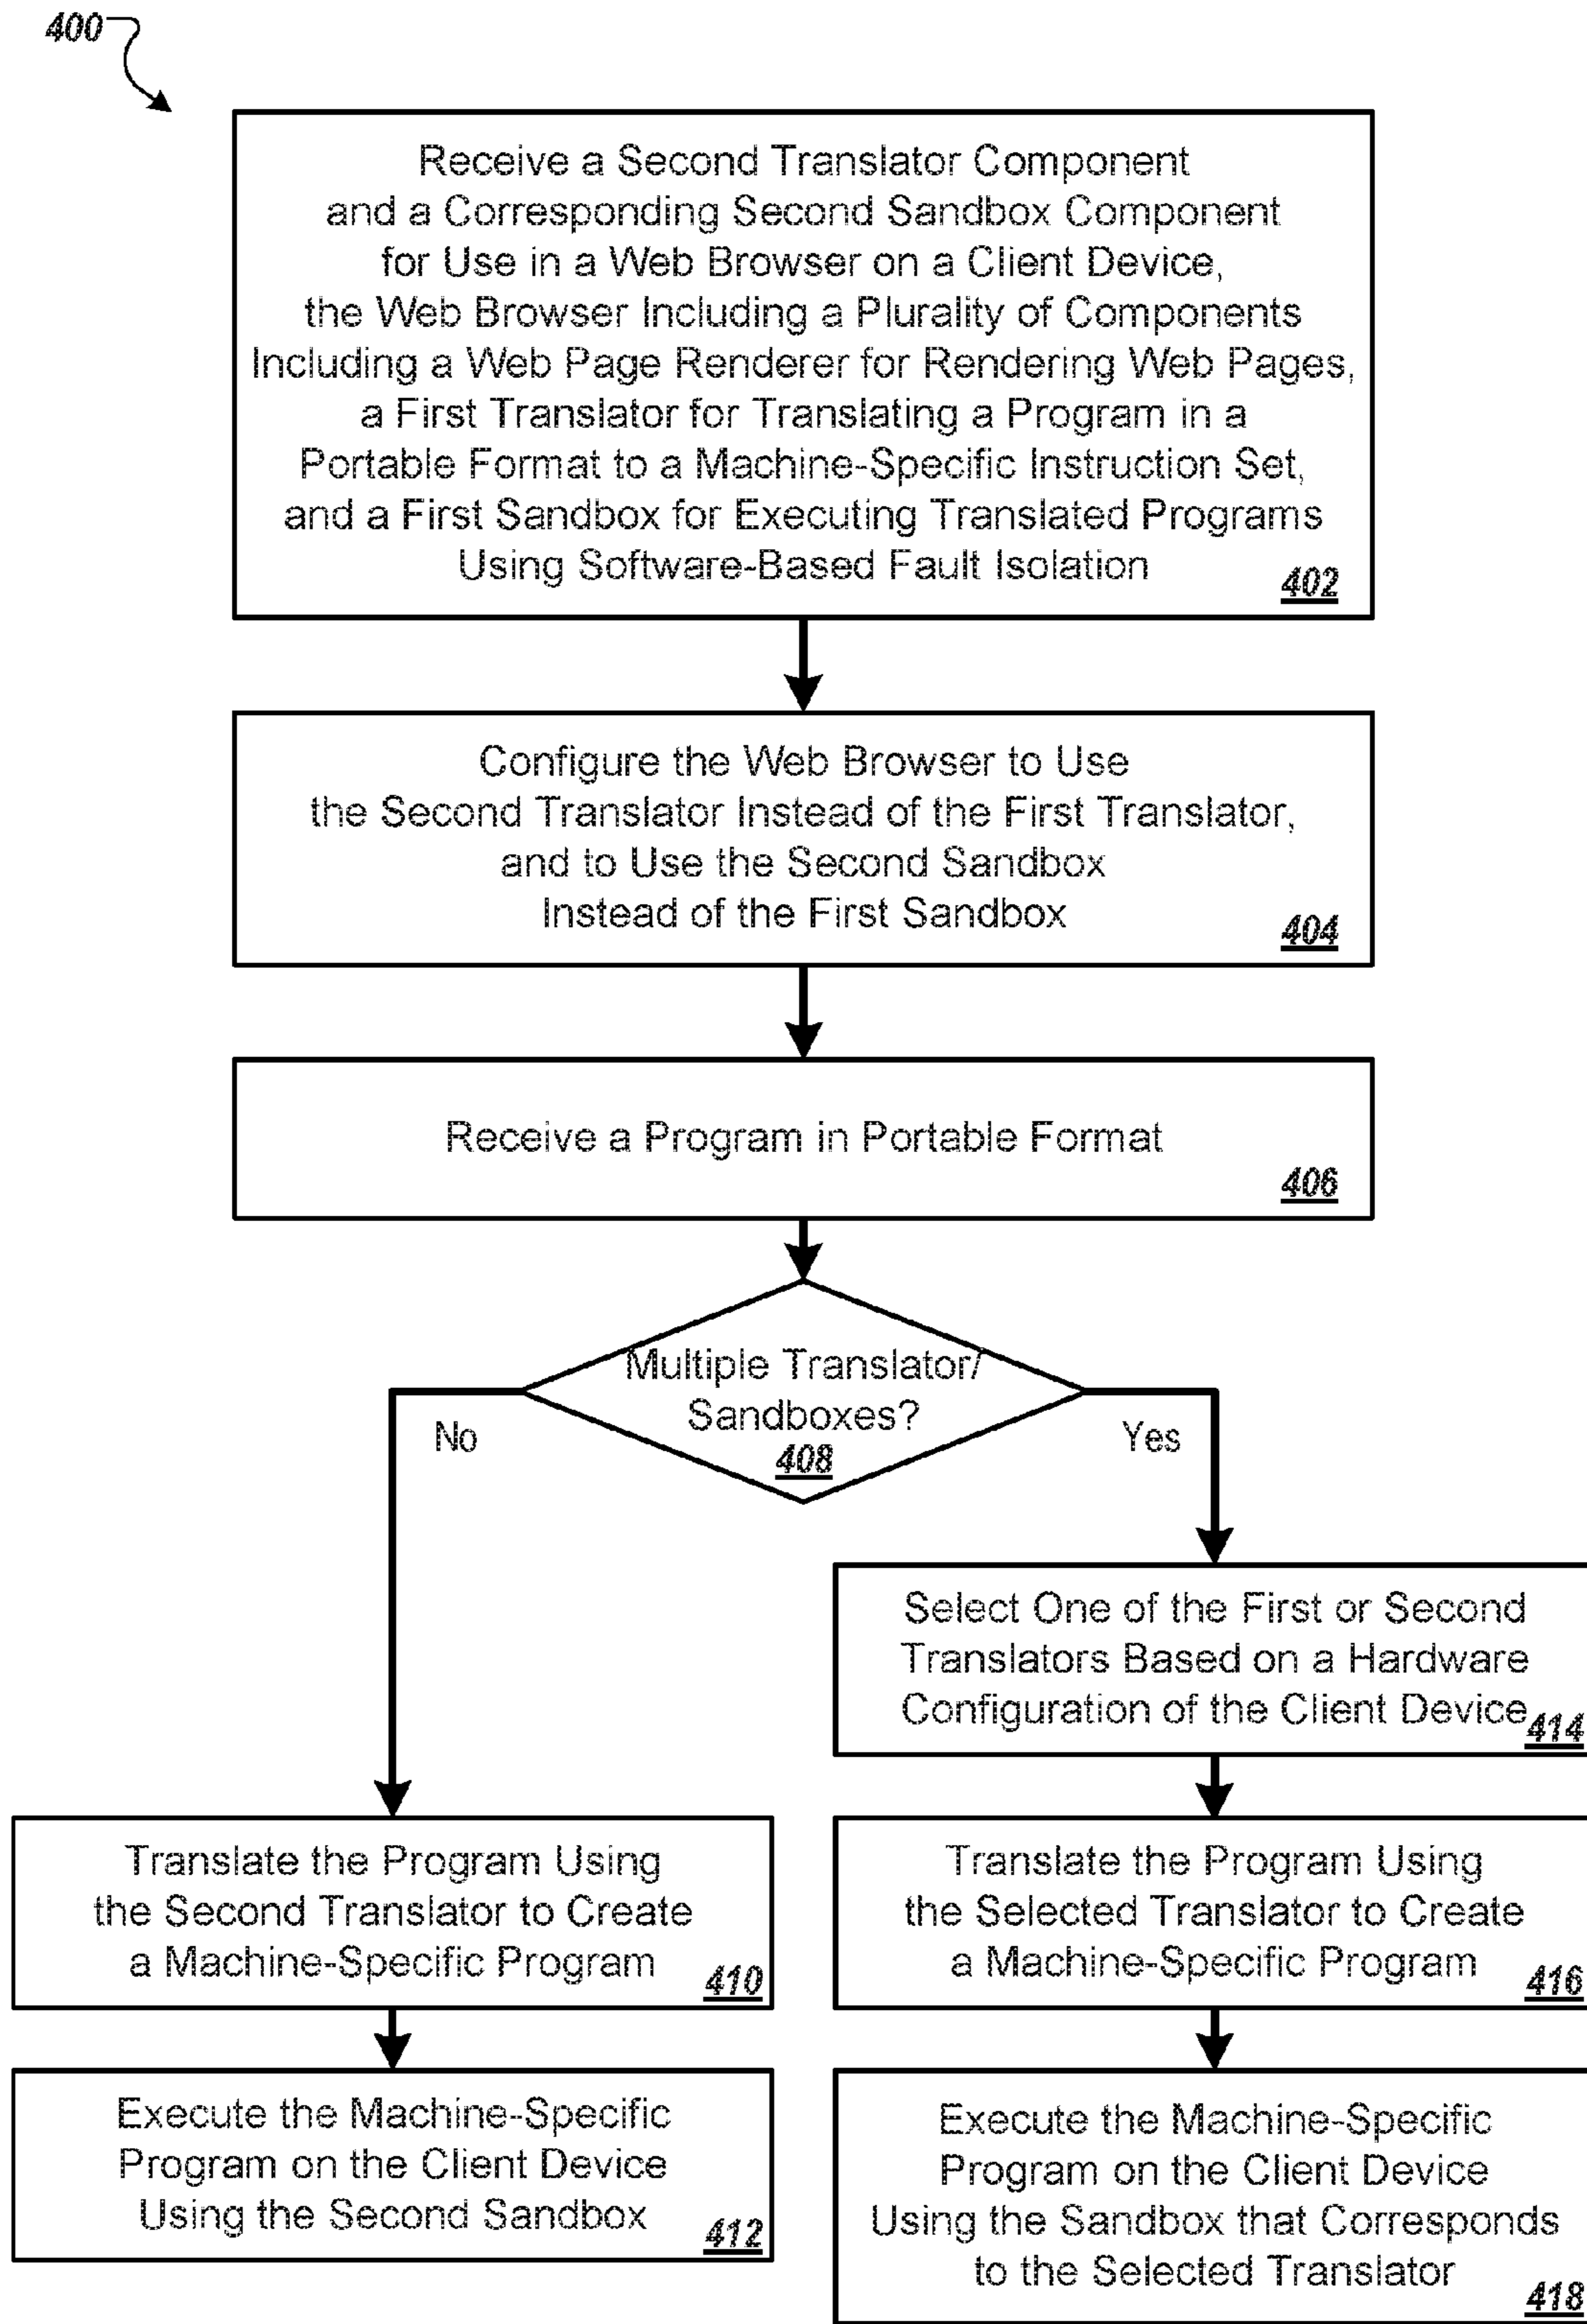 400
Receive a Second Translator Component
and a Corresponding Second Sandbox Component
for Use in a Web Browser on a Client Device,
the Web Browser Including a Plurality of Components
Including a Web Page Renderer for Rendering Web Pages,
a First Translator for Translating a Program in a
Portable Format to a Machine-Specific Instruction Set,
and a First Sandbox for Executing Translated Programs
Using Software-Based Fault Isolation
402
Configure the Web Browser to Use
the Second Translator Instead of the First Translator,
and to Use the Second Sandbox
Instead of the First Sandbox
404
Receive a Program in Portable Format
406
Multiple Translator/
Sandboxes?
408
No
Yes
Select One of the First or Second
Translators Based on a Hardware
Configuration of the Client Device
414
Translate the Program Using
the Second Translator to Create
a Machine-Specific Program
410
Translate the Program Using
the Selected Translator to Create
a Machine-Specific Program
416
Execute the Machine-Specific
Program on the Client Device
Using the Second Sandbox
412
Execute the Machine-Specific
Program on the Client Device
Using the Sandbox that Corresponds
to the Selected Translator
418